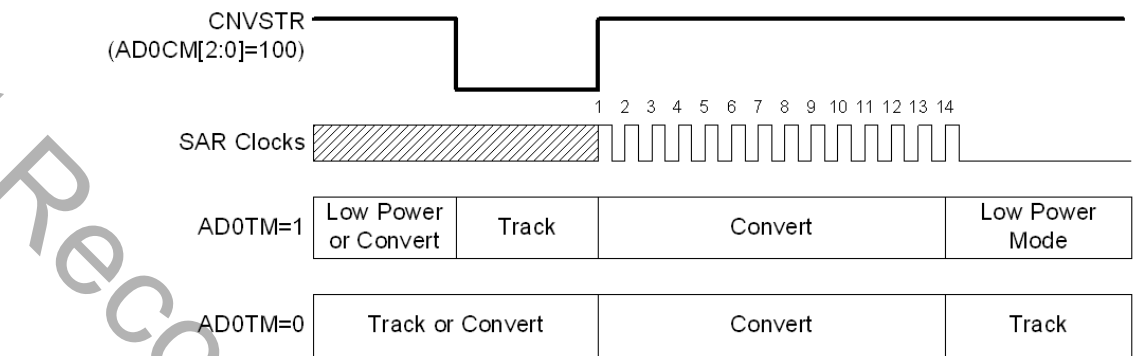 CNVSTR
(AD0CM[2:0]=100)
1 2 3 4 5 6 7 8 9 10 11 12 13 14
SAR Clocks
AD0TM=1
Low Power
or Convert
Track
Convert
Low Power
Mode
AD0TM=0
Track or Convert
Convert
Track
Reco